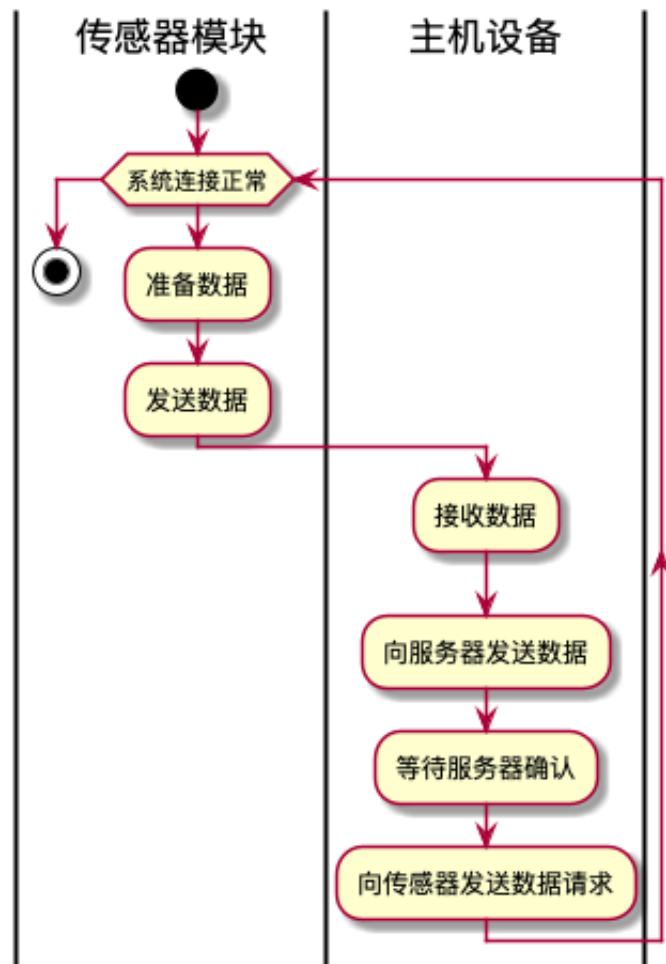 传感器模块
主机设备
系统连接正常
准备数据
发送数据
接收数据
向服务器发送数据
等待服务器确认
向传感器发送数据请求